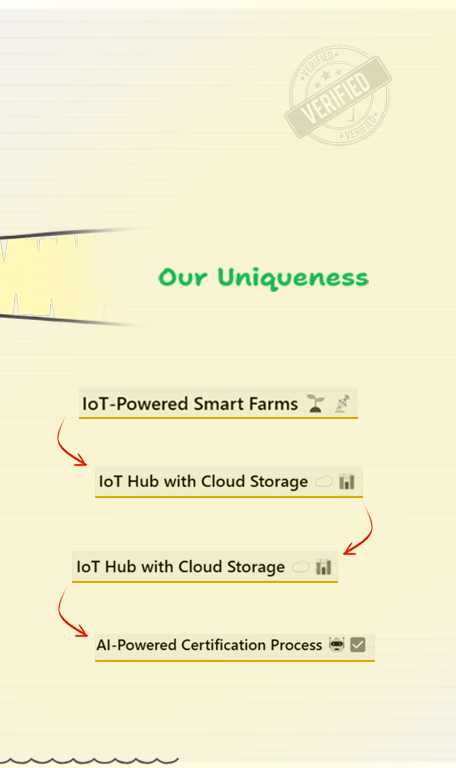 VERIFIED
VERIFIED
VERIFIED
Our Uniqueness
IoT-Powered Smart Farms
IoT Hub with Cloud Storage
IoT Hub with Cloud Storage
AI-Powered Certification Process